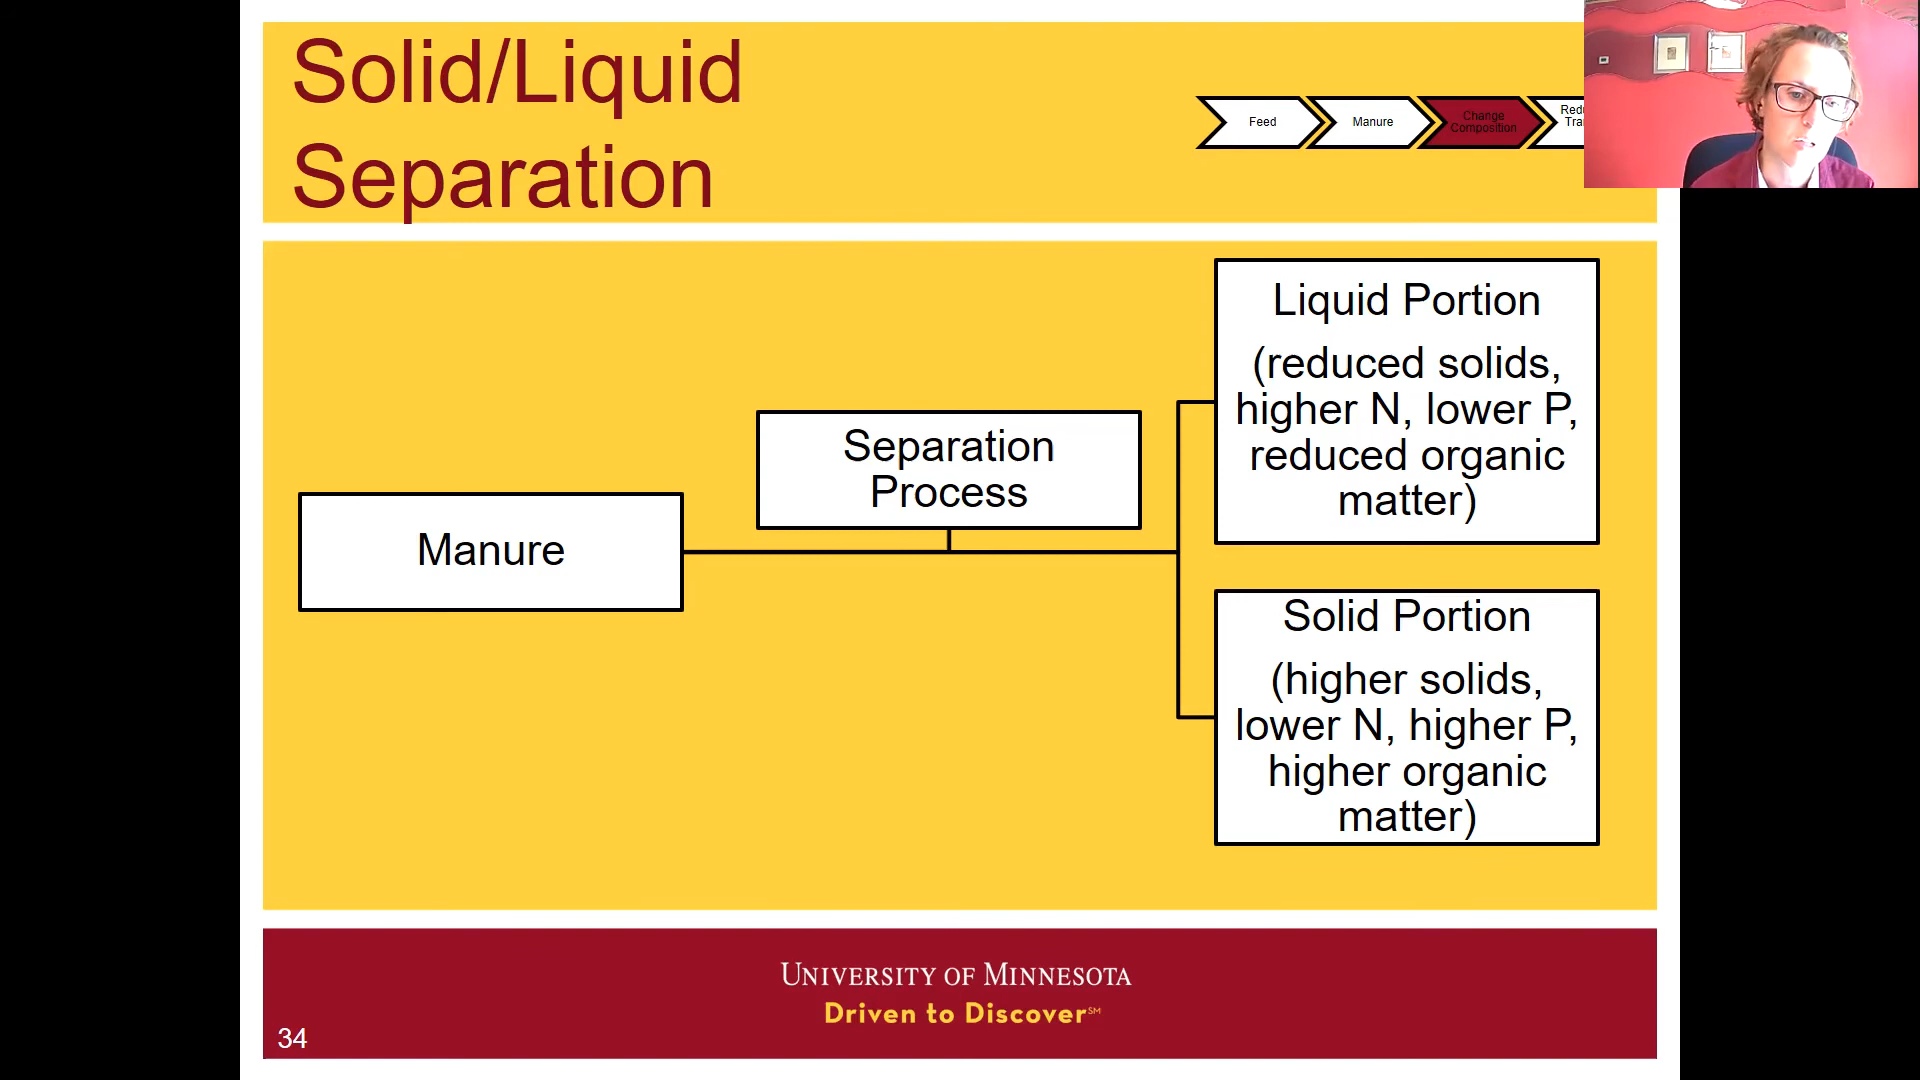 Solid/Liquid
Separation
Feed
Manure
Change
Composition
Manure
Separation
Process
Liquid Portion
(reduced solids,
higher N, lower P,
reduced organic
matter)
Solid Portion
(higher solids,
lower N, higher P,
higher organic
matter)
UNIVERSITY OF MINNESOTA
Driven to Discover℠
34